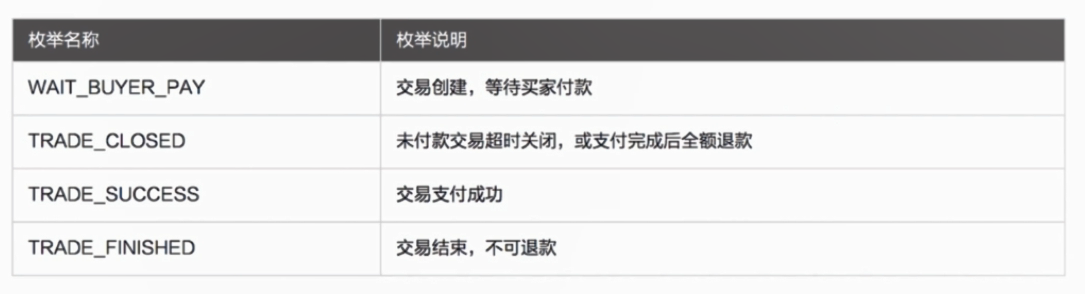 枚举名称 枚举说明
WAIT_BUYER_PAY 交易创建，等待买家付款
TRADE_CLOSED 未付款交易超时关闭，或支付完成后全额退款
TRADE_SUCCESS 交易支付成功
TRADE_FINISHED 交易结束，不可退款